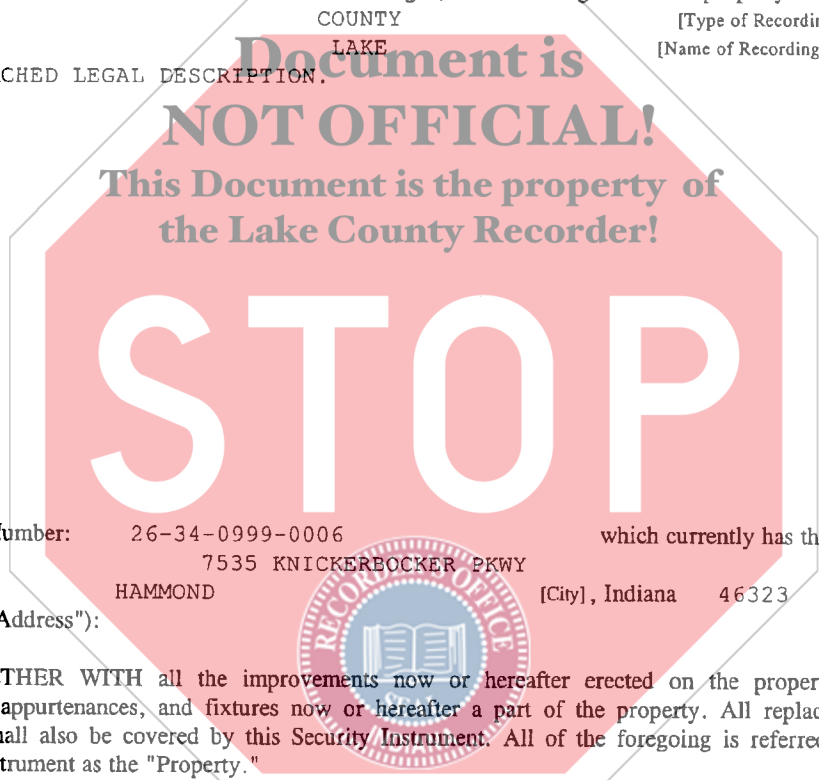 COUNTY [Type of Recordin
LAKE [Name of Recording
CHED LEGAL DESCRIPTION.
Document is
NOT OFFICIAL!
This Document is the property of
the Lake County Recorder!
STOP
umber: 26-34-0999-0006 which currently has th
7535 KNICKERBOCKER PKWY
HAMMOND [City], Indiana 46323
Address"):
RECORDER'S OFFICE
SEAL
INDIANA
THER WITH all the improvements now or hereafter erected on the proper
appurtenances, and fixtures now or hereafter a part of the property. All replac
all also be covered by this Security Instrument. All of the foregoing is referred
trument as the "Property."